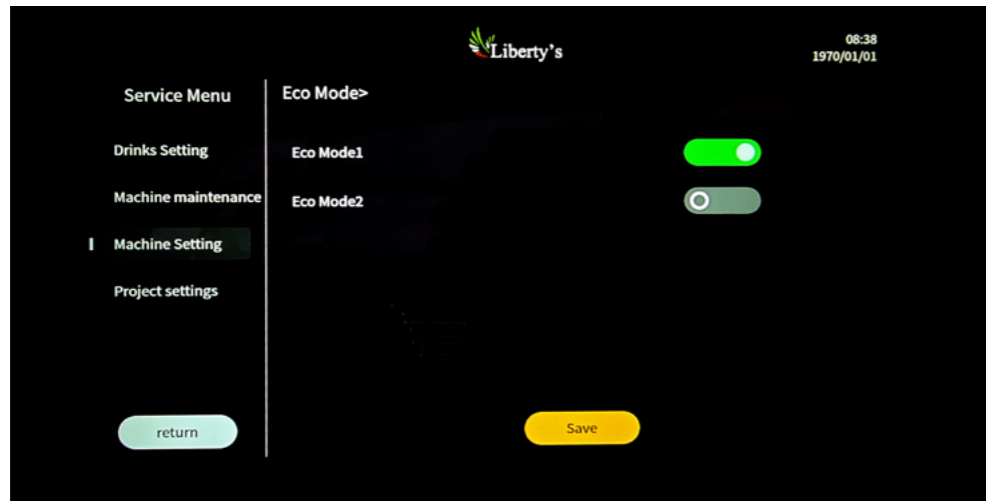 Liberty's
08:38
1970/01/01
Service Menu
Eco Mode>
Drinks Setting
Eco Mode1
Machine maintenance
Eco Mode2
Machine Setting
Project settings
return
Save